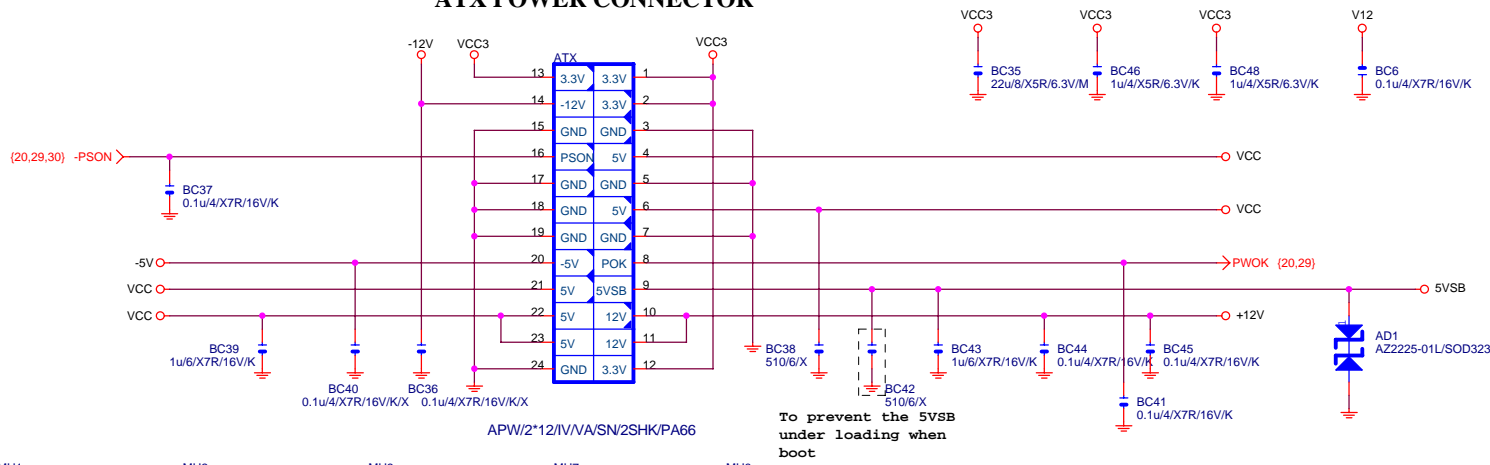 ATX POWER CONNECTOR
VCC3
VCC3
VCC3
V12
BC35
22u/8/X5R/6.3V/M
BC46
1u/4/X5R/6.3V/K
BC48
1u/4/X5R/6.3V/K
BC6
0.1u/4/X7R/16V/K
-12V
VCC3
VCC3
ATX
13 3.3V 3.3V 1
14 -12V 3.3V 2
15 GND GND 3
{20,29,30} -PSON 16 PSON 5V 4 VCC
17 GND GND 5
18 GND 5V 6 VCC
19 GND GND 7
-5V 20 -5V POK 8 PWOK {20,29}
VCC 21 5V 5VSB 9 5VSB
VCC 22 5V 12V 10 +12V
23 5V 12V 11
24 GND 3.3V 12
BC37
0.1u/4/X7R/16V/K
BC39
1u/6/X7R/16V/K
BC40
0.1u/4/X7R/16V/K/X
BC36
0.1u/4/X7R/16V/K/X
BC38
510/6/X
BC42
510/6/X
BC43
1u/6/X7R/16V/K
BC44
0.1u/4/X7R/16V/K
BC45
0.1u/4/X7R/16V/K
1
AD1
AZ2225-01L/SOD323
BC41
0.1u/4/X7R/16V/K
APW/2*12/IV/VA/SN/2SHK/PA66
To prevent the 5VSB
under loading when
boot